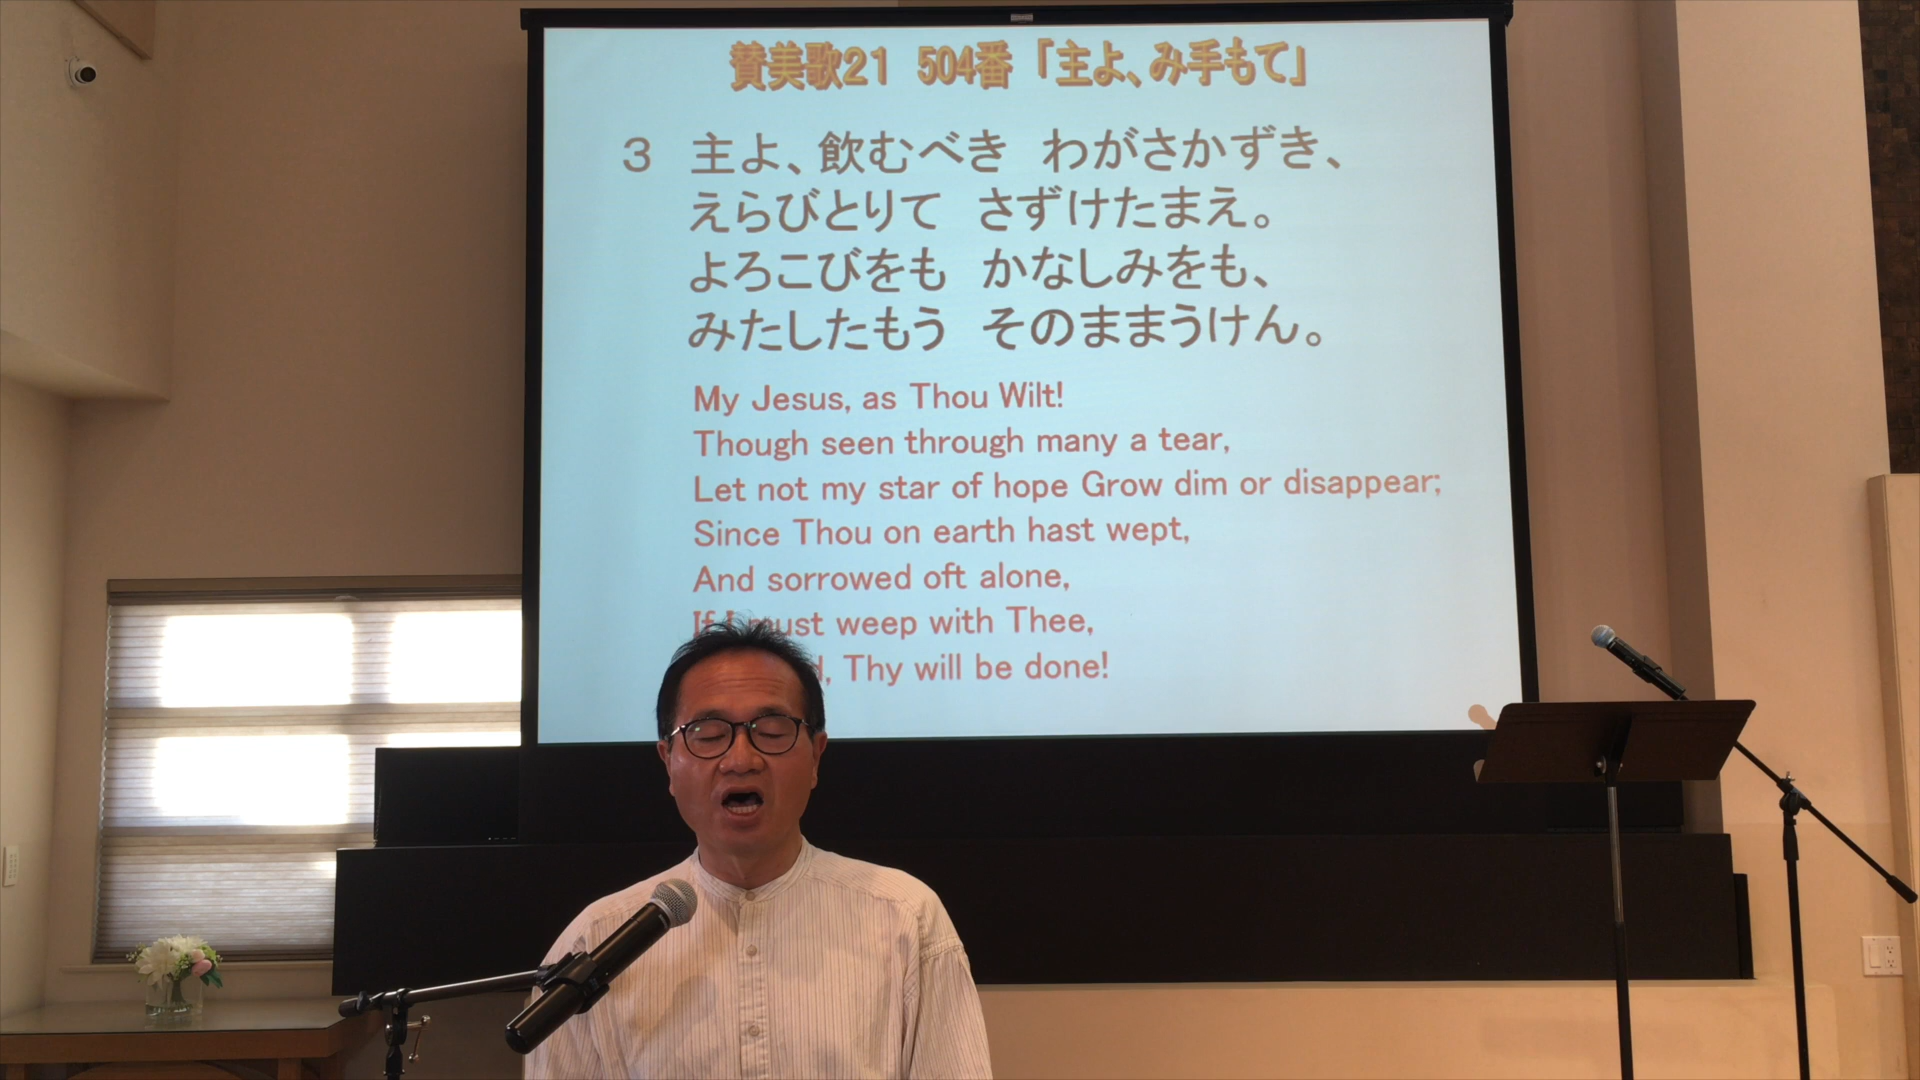 賛美歌21 504番 「主よ、み手もて」
3 主よ、飲むべき わがさかずき、
えらびとりて さずけたまえ。
よろこびをも かなしみをも、
みたしたもう そのままうけん。
My Jesus, as Thou Wilt!
Though seen through many a tear,
Let not my star of hope Grow dim or disappear;
Since Thou on earth hast wept,
And sorrowed oft alone,
If I must weep with Thee,
Thy will be done!